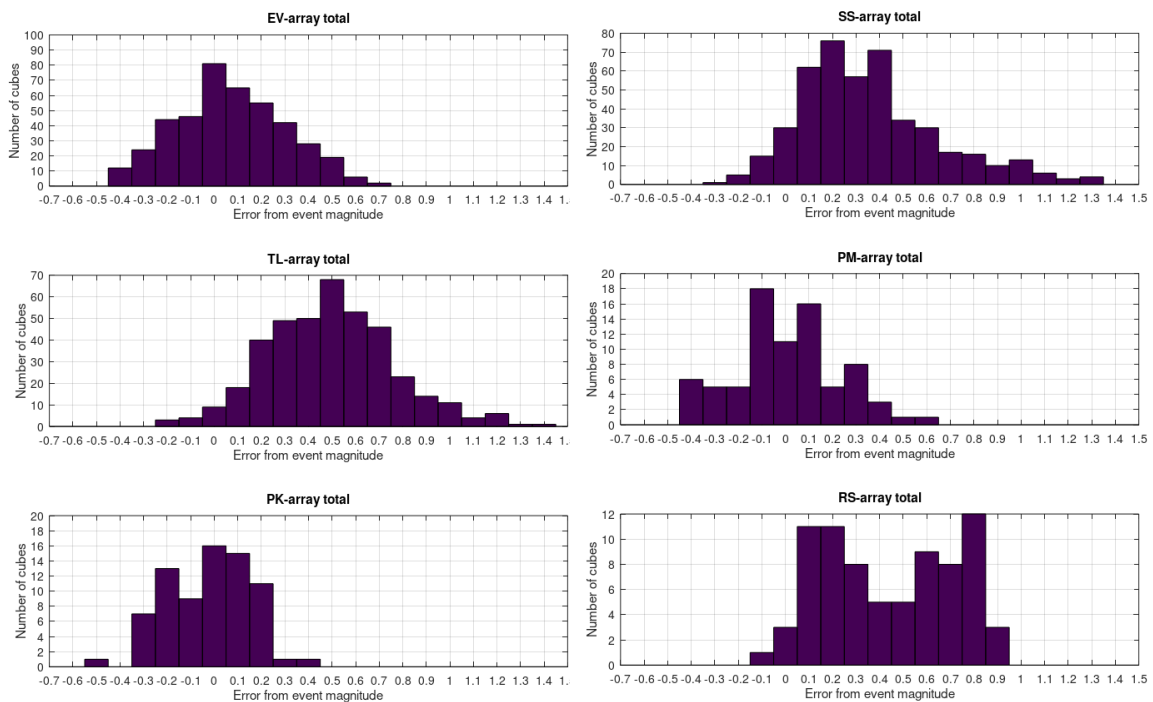 EV-array total
100
90
80
70
60
50
40
30
20
10
0
Number of cubes
-0.7 -0.6 -0.5 -0.4 -0.3 -0.2 -0.1 0 0.1 0.2 0.3 0.4 0.5 0.6 0.7 0.8 0.9 1 1.1 1.2 1.3 1.4 1.
Error from event magnitude
SS-array total
80
70
60
50
40
30
20
10
0
Number of cubes
-0.7 -0.6 -0.5 -0.4 -0.3 -0.2 -0.1 0 0.1 0.2 0.3 0.4 0.5 0.6 0.7 0.8 0.9 1 1.1 1.2 1.3 1.4 1.5
Error from event magnitude
TL-array total
70
60
50
40
30
20
10
0
Number of cubes
-0.7 -0.6 -0.5 -0.4 -0.3 -0.2 -0.1 0 0.1 0.2 0.3 0.4 0.5 0.6 0.7 0.8 0.9 1 1.1 1.2 1.3 1.4 1.
Error from event magnitude
PM-array total
20
18
16
14
12
10
8
6
4
2
0
Number of cubes
-0.7 -0.6 -0.5 -0.4 -0.3 -0.2 -0.1 0 0.1 0.2 0.3 0.4 0.5 0.6 0.7 0.8 0.9 1 1.1 1.2 1.3 1.4 1.5
Error from event magnitude
PK-array total
20
18
16
14
12
10
8
6
4
2
0
Number of cubes
-0.7 -0.6 -0.5 -0.4 -0.3 -0.2 -0.1 0 0.1 0.2 0.3 0.4 0.5 0.6 0.7 0.8 0.9 1 1.1 1.2 1.3 1.4 1.
Error from event magnitude
RS-array total
12
10
8
6
4
2
0
Number of cubes
-0.7 -0.6 -0.5 -0.4 -0.3 -0.2 -0.1 0 0.1 0.2 0.3 0.4 0.5 0.6 0.7 0.8 0.9 1 1.1 1.2 1.3 1.4 1.5
Error from event magnitude